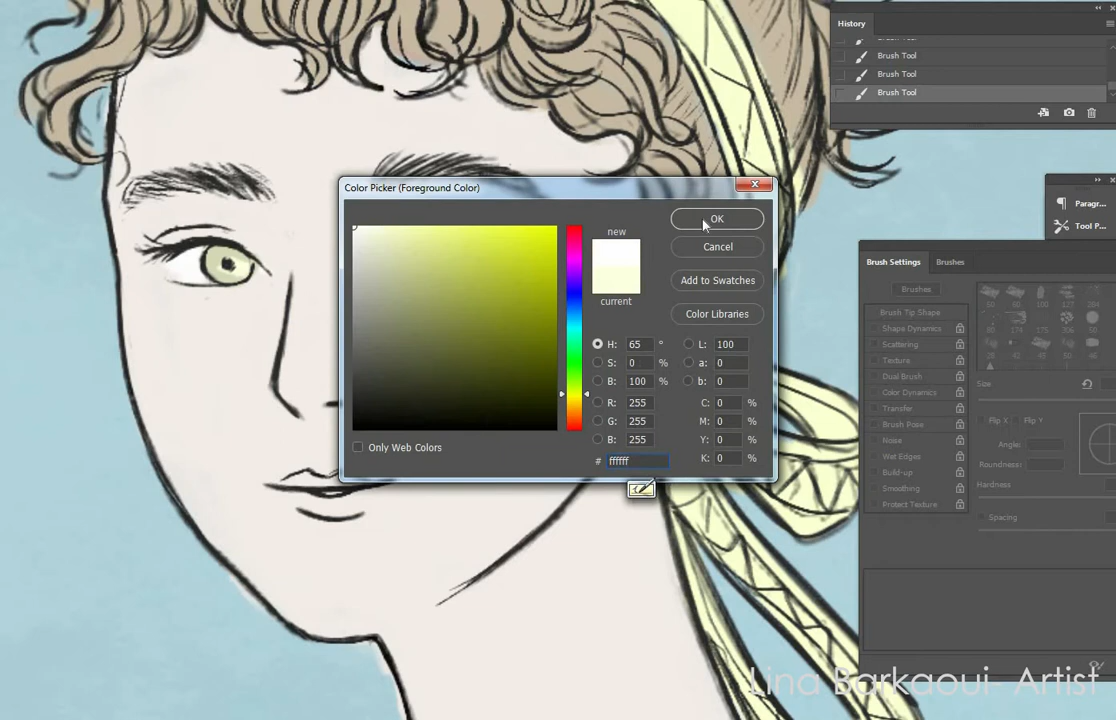 History
Brush Tool
Brush Tool
Brush Tool
Brush Tool
Color Picker (Foreground Color)
new
current
OK
Cancel
Add to Swatches
Color Libraries
H: 65 °
S: 0 %
B: 100 %
R: 255
G: 255
B: 255
# ffffff
L: 100
a: 0
b: 0
C: 0 %
M: 0 %
Y: 0 %
K: 0 %
Only Web Colors
Paragr...
Tool P...
Brush Settings
Brushes
Brushes
Brush Tip Shape
Shape Dynamics
Scattering
Texture
Dual Brush
Color Dynamics
Transfer
Brush Pose
Noise
Wet Edges
Build-up
Smoothing
Protect Texture
Size
Flip X
Flip Y
Angle:
Roundness:
Hardness
Spacing
Lina Barkaoui- Artist